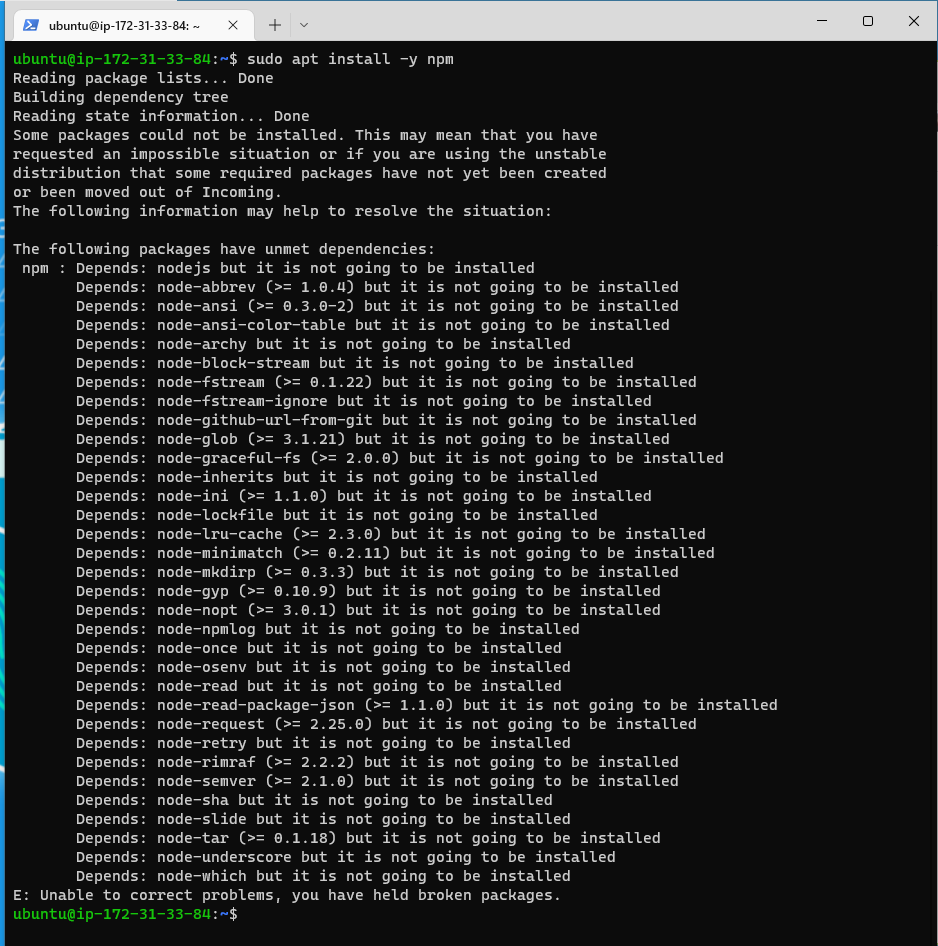 ubuntu@ip-172-31-33-84: ~
ubuntu@ip-172-31-33-84:~$ sudo apt install -y npm
Reading package lists... Done
Building dependency tree
Reading state information... Done
Some packages could not be installed. This may mean that you have
requested an impossible situation or if you are using the unstable
distribution that some required packages have not yet been created
or been moved out of Incoming.
The following information may help to resolve the situation:

The following packages have unmet dependencies:
 npm : Depends: nodejs but it is not going to be installed
       Depends: node-abbrev (>= 1.0.4) but it is not going to be installed
       Depends: node-ansi (>= 0.3.0-2) but it is not going to be installed
       Depends: node-ansi-color-table but it is not going to be installed
       Depends: node-archy but it is not going to be installed
       Depends: node-block-stream but it is not going to be installed
       Depends: node-fstream (>= 0.1.22) but it is not going to be installed
       Depends: node-fstream-ignore but it is not going to be installed
       Depends: node-github-url-from-git but it is not going to be installed
       Depends: node-glob (>= 3.1.21) but it is not going to be installed
       Depends: node-graceful-fs (>= 2.0.0) but it is not going to be installed
       Depends: node-inherits but it is not going to be installed
       Depends: node-ini (>= 1.1.0) but it is not going to be installed
       Depends: node-lockfile but it is not going to be installed
       Depends: node-lru-cache (>= 2.3.0) but it is not going to be installed
       Depends: node-minimatch (>= 0.2.11) but it is not going to be installed
       Depends: node-mkdirp (>= 0.3.3) but it is not going to be installed
       Depends: node-gyp (>= 0.10.9) but it is not going to be installed
       Depends: node-nopt (>= 3.0.1) but it is not going to be installed
       Depends: node-npmlog but it is not going to be installed
       Depends: node-once but it is not going to be installed
       Depends: node-osenv but it is not going to be installed
       Depends: node-read but it is not going to be installed
       Depends: node-read-package-json (>= 1.1.0) but it is not going to be installed
       Depends: node-request (>= 2.25.0) but it is not going to be installed
       Depends: node-retry but it is not going to be installed
       Depends: node-rimraf (>= 2.2.2) but it is not going to be installed
       Depends: node-semver (>= 2.1.0) but it is not going to be installed
       Depends: node-sha but it is not going to be installed
       Depends: node-slide but it is not going to be installed
       Depends: node-tar (>= 0.1.18) but it is not going to be installed
       Depends: node-underscore but it is not going to be installed
       Depends: node-which but it is not going to be installed
E: Unable to correct problems, you have held broken packages.
ubuntu@ip-172-31-33-84:~$